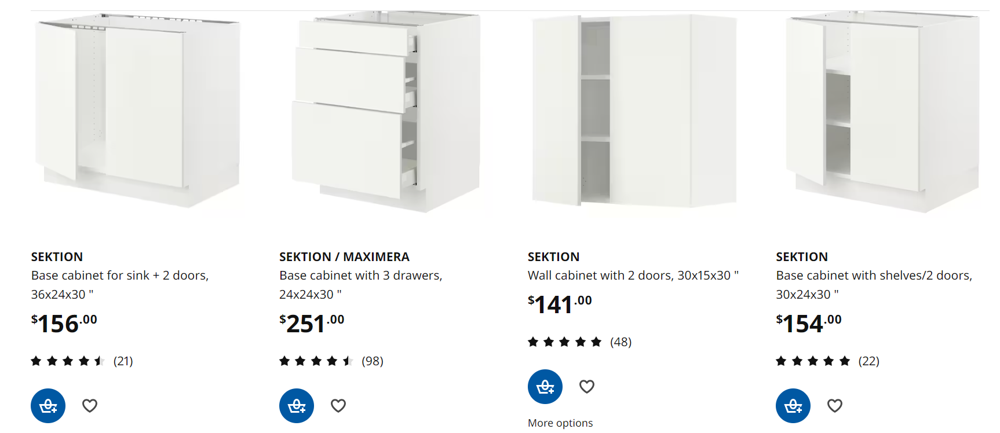 SEKTION
Base cabinet for sink + 2 doors,
36x24x30 "
$156.00
(21)
SEKTION / MAXIMERA
Base cabinet with 3 drawers,
24x24x30 "
$251.00
(98)
SEKTION
Wall cabinet with 2 doors, 30x15x30 "
$141.00
(48)
More options
SEKTION
Base cabinet with shelves/2 doors,
30x24x30 "
$154.00
(22)